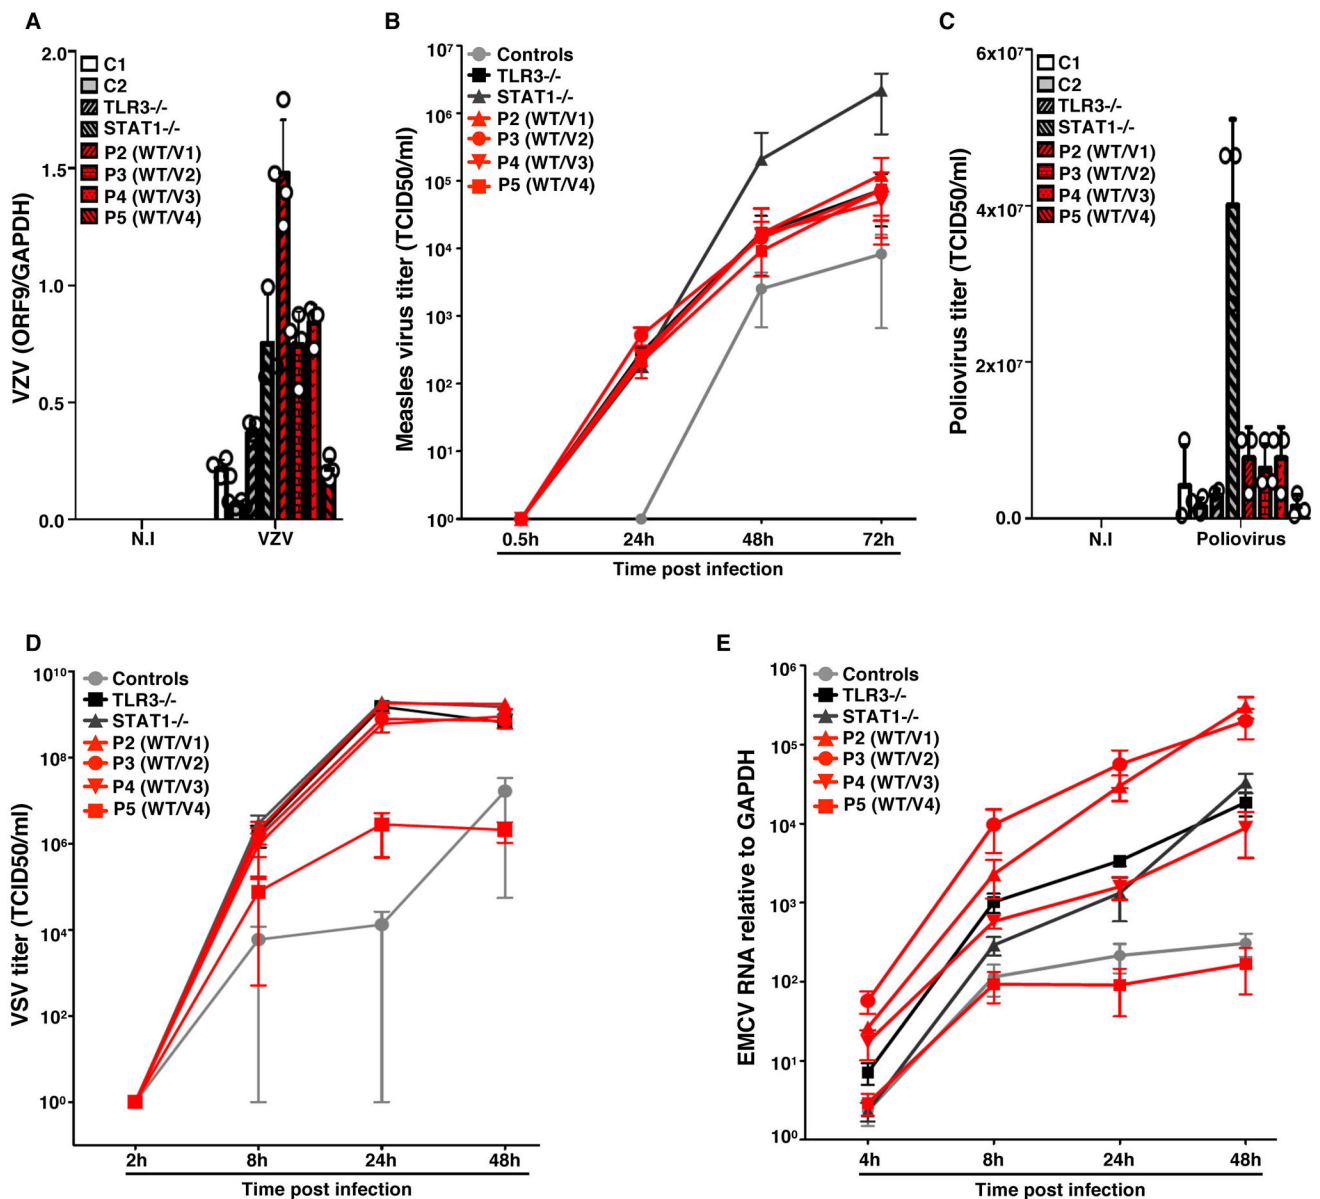 A
VZV (ORF9/GAPDH)
2.0
1.5
1.0
0.5
0.0
C1
C2
TLR3-/-
STAT1-/-
P2 (WT/V1)
P3 (WT/V2)
P4 (WT/V3)
P5 (WT/V4)
N.I
VZV
B
Measles virus titer (TCID50/ml)
10⁷
10⁶
10⁵
10⁴
10³
10²
10¹
10⁰
Controls
TLR3-/-
STAT1-/-
P2 (WT/V1)
P3 (WT/V2)
P4 (WT/V3)
P5 (WT/V4)
0.5h
24h
48h
72h
Time post infection
C
Poliovirus titer (TCID50/ml)
6x10⁷
4x10⁷
2x10⁷
0.0
C1
C2
TLR3-/-
STAT1-/-
P2 (WT/V1)
P3 (WT/V2)
P4 (WT/V3)
P5 (WT/V4)
N.I
Poliovirus
D
VSV titer (TCID50/ml)
10¹⁰
10⁸
10⁶
10⁴
10²
10⁰
Controls
TLR3-/-
STAT1-/-
P2 (WT/V1)
P3 (WT/V2)
P4 (WT/V3)
P5 (WT/V4)
2h
8h
24h
48h
Time post infection
E
EMCV RNA relative to GAPDH
10⁶
10⁵
10⁴
10³
10²
10¹
10⁰
Controls
TLR3-/-
STAT1-/-
P2 (WT/V1)
P3 (WT/V2)
P4 (WT/V3)
P5 (WT/V4)
4h
8h
24h
48h
Time post infection